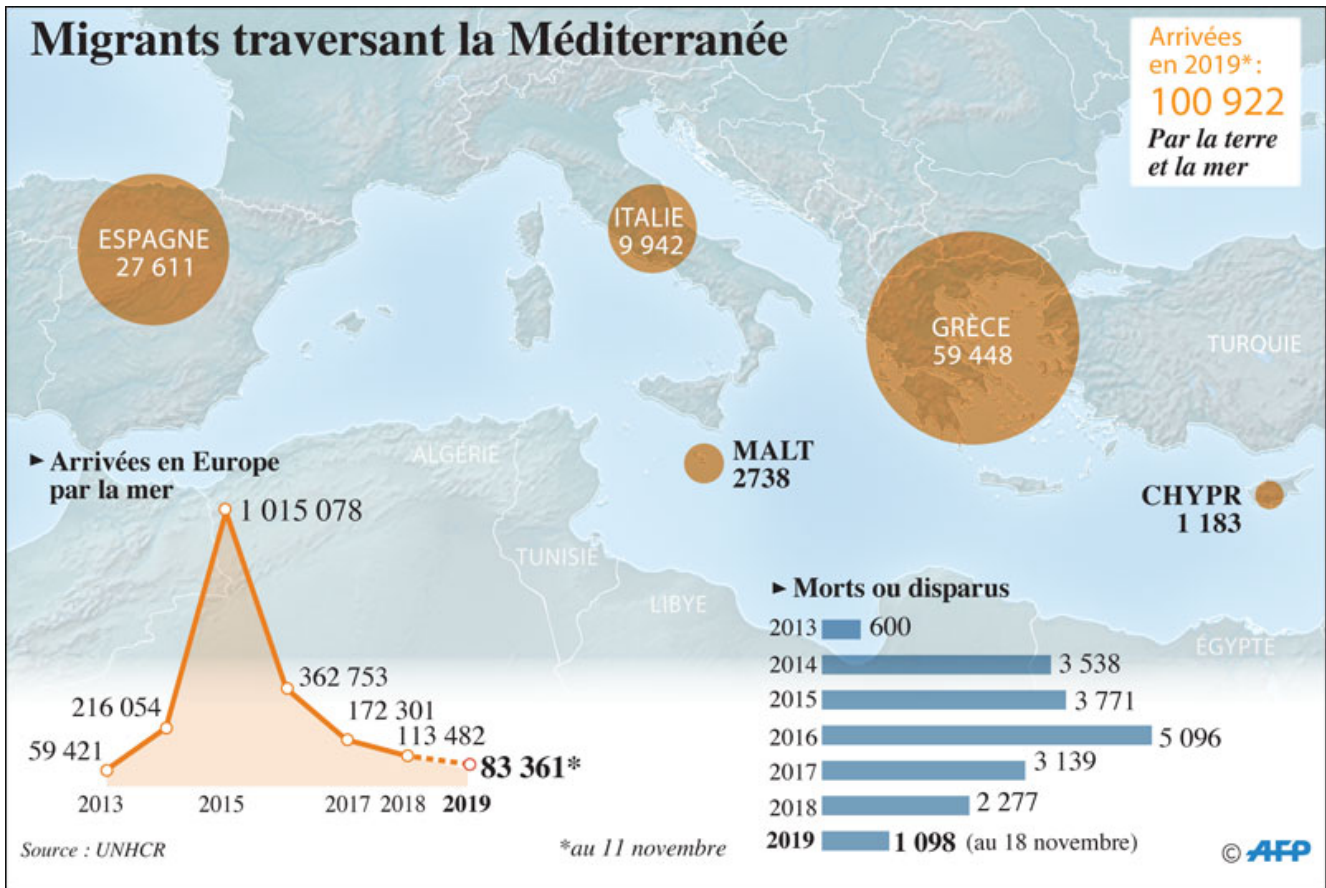 Migrants traversant la Méditerranée
Arrivées
en 2019* :
100 922
Par la terre
et la mer
ESPAGNE
27 611
ITALIE
9 942
GRÈCE
59 448
TURQUIE
MALT
2738
CHYPR
1 183
ALGÉRIE
TUNISIE
LIBYE
ÉGYPTE
► Arrivées en Europe
par la mer
1 015 078
362 753
216 054
172 301
113 482
59 421
83 361*
2013 2015 2017 2018 2019
► Morts ou disparus
2013 600
2014 3 538
2015 3 771
2016 5 096
2017 3 139
2018 2 277
2019 1 098 (au 18 novembre)
Source : UNHCR
*au 11 novembre
© AFP